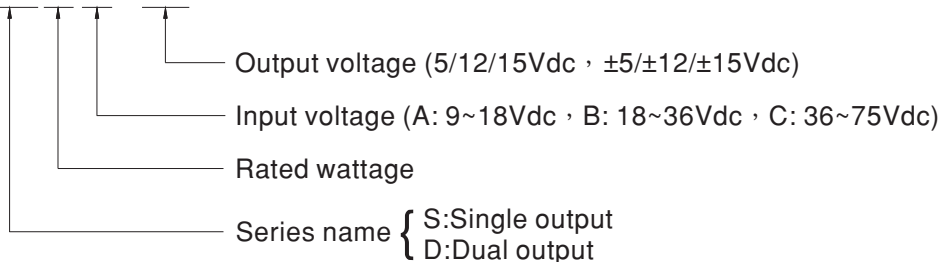 Output voltage (5/12/15Vdc，±5/±12/±15Vdc)
Input voltage (A: 9~18Vdc，B: 18~36Vdc，C: 36~75Vdc)
Rated wattage
Series name { S:Single output
D:Dual output